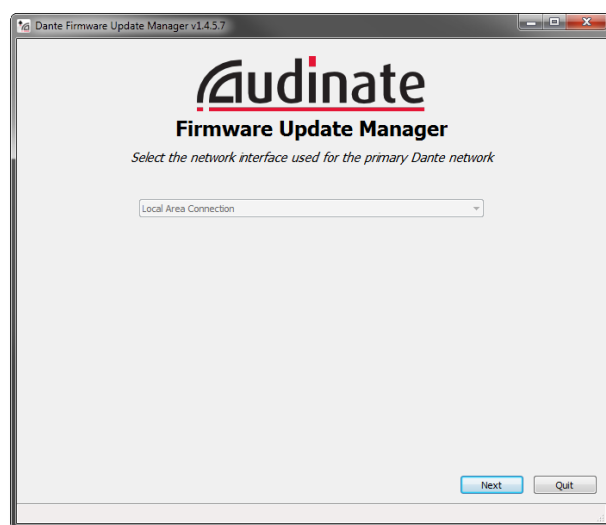 Dante Firmware Update Manager v1.4.5.7
Audinate
Firmware Update Manager
Select the network interface used for the primary Dante network
Local Area Connection
Next Quit